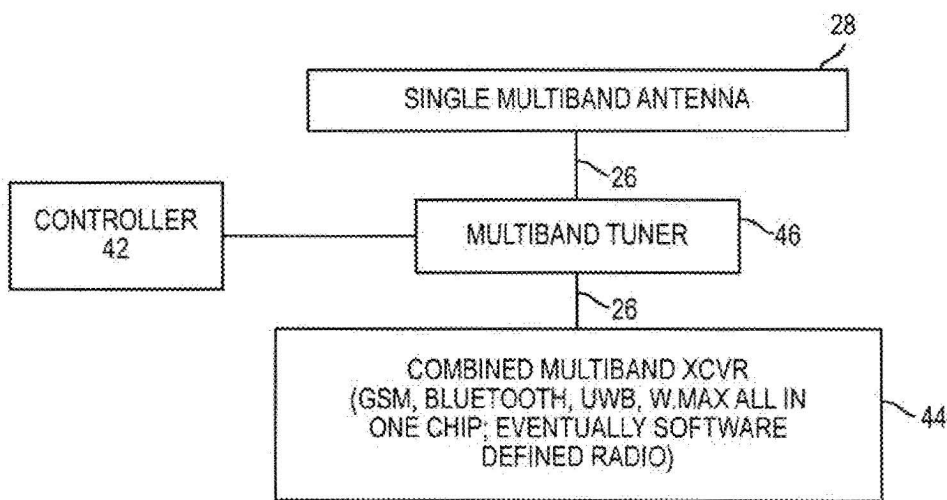 28
SINGLE MULTIBAND ANTENNA
26
CONTROLLER
42
MULTIBAND TUNER
46
26
COMBINED MULTIBAND XCVR
(GSM, BLUETOOTH, UWB, W.MAX ALL IN
ONE CHIP; EVENTUALLY SOFTWARE
DEFINED RADIO)
44